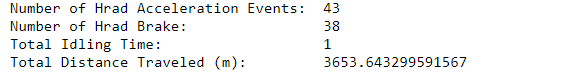 Number of Hrad Acceleration Events:  43
Number of Hrad Brake:                38
Total Idling Time:                   1
Total Distance Traveled (m):         3653.643299591567